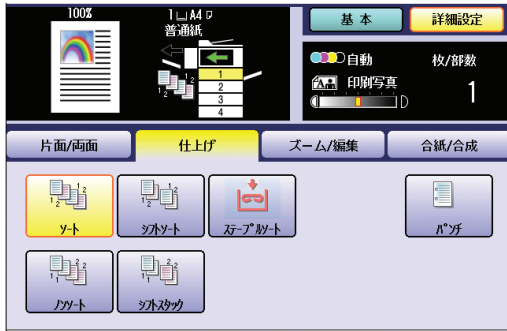 100% 1 A4
普通紙
1
2
3
4
基本 詳細設定
自動 枚/部数
印刷写真 1
片面/両面 仕上げ ズーム/編集 合紙/合成
ソート ｼﾌﾄｿｰﾄ ｽﾃｰﾌﾟﾙｿｰﾄ ﾊﾟﾝﾁ
ﾉﾝｿｰﾄ ｼﾌﾄｽﾀｯｸ